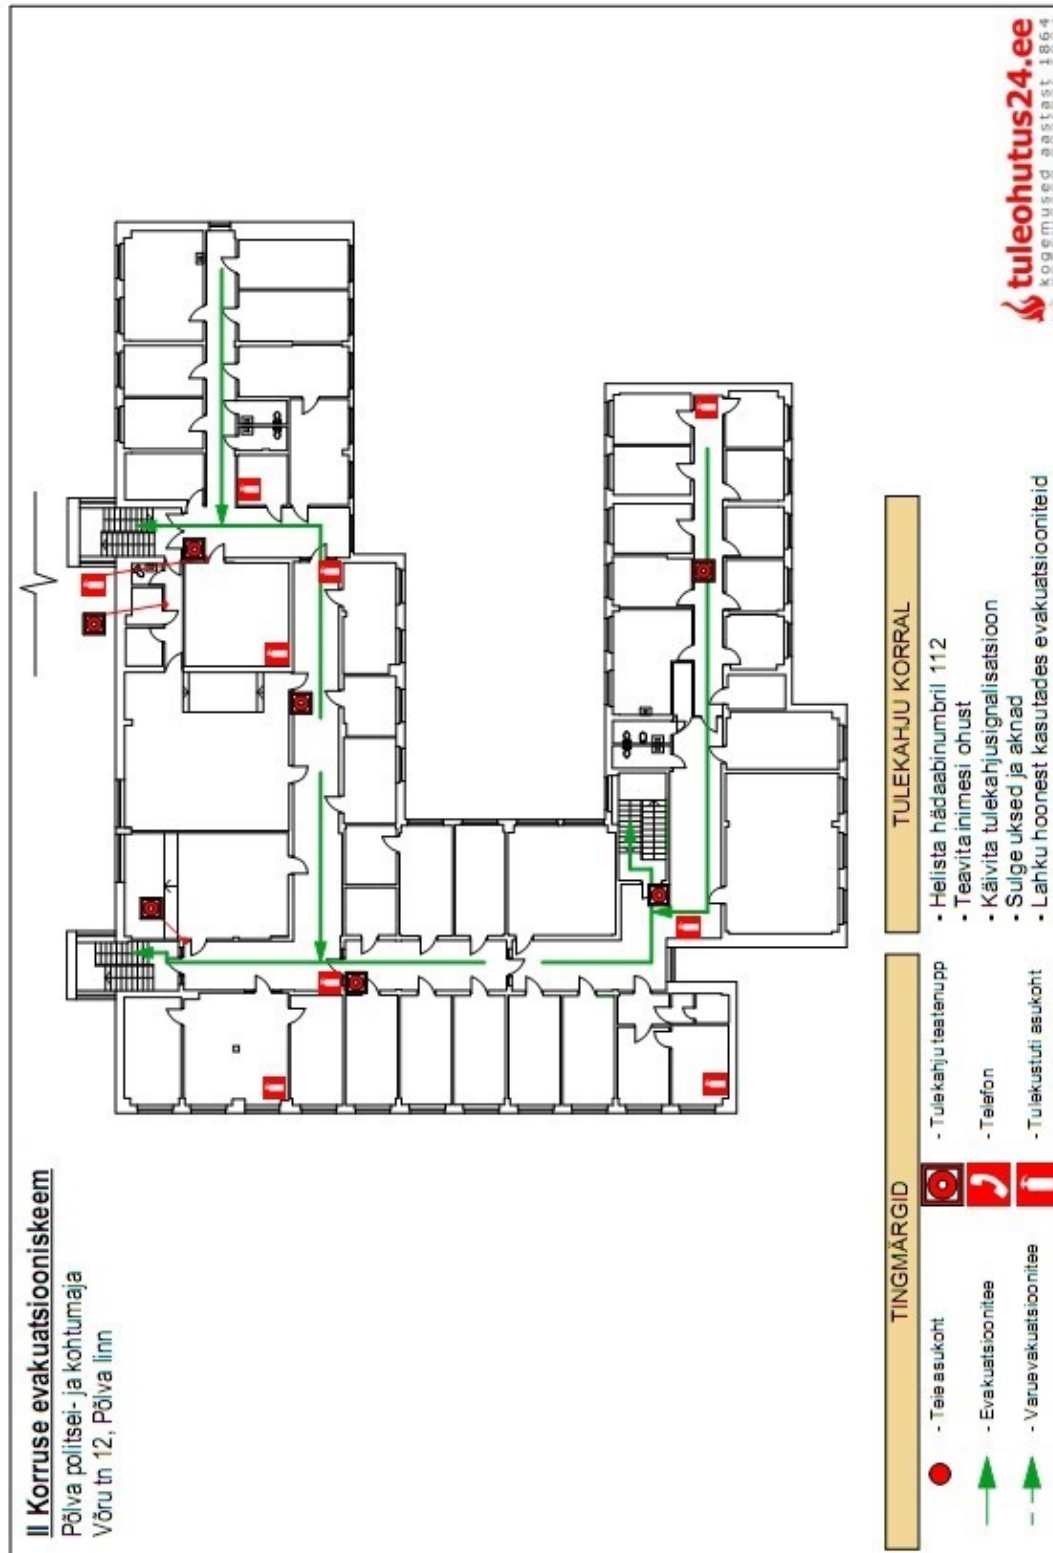 II Korruse evakuatsiooniskeem
Põlva politsei- ja kohtumaja
Võru tn 12, Põlva linn
TINGMÄRGID
- Teie asukoht
- Evakuatsioonitee
- Varuevakuatsioonitee
- Tulekahju teatenupp
- Telefon
- Tulekustuti asukoht
TULEKAHJU KORRAL
• Helista hädaabinumbril 112
• Teavita inimesi ohust
• Käivita tulekahjusignalisatsioon
• Sulge uksed ja aknad
• Lahku hoonest kasutades evakuatsiooniteid
tuleohutus24.ee
kogemused aastast 1864